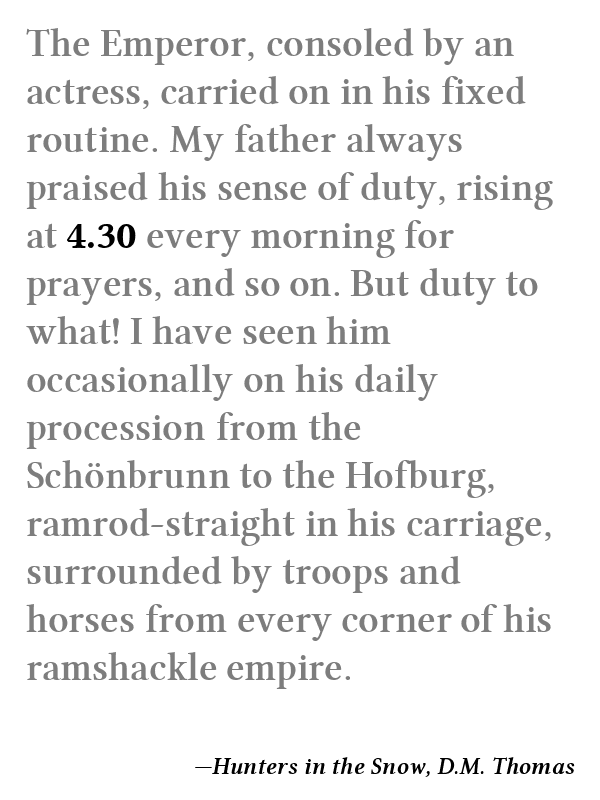 The Emperor, consoled by an
actress, carried on in his fixed
routine. My father always
praised his sense of duty, rising
at 4.30 every morning for
prayers, and so on. But duty to
what! I have seen him
occasionally on his daily
procession from the
Schönbrunn to the Hofburg,
ramrod-straight in his carriage,
surrounded by troops and
horses from every corner of his
ramshackle empire.
—Hunters in the Snow, D.M. Thomas